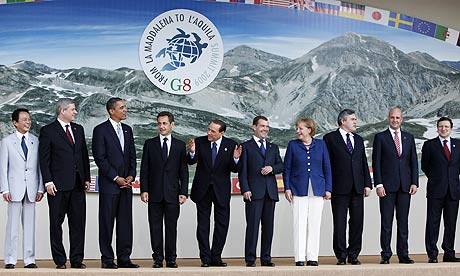 FROM LA MADDALENA TO L'AQUILA
SUMMIT 2009
G8